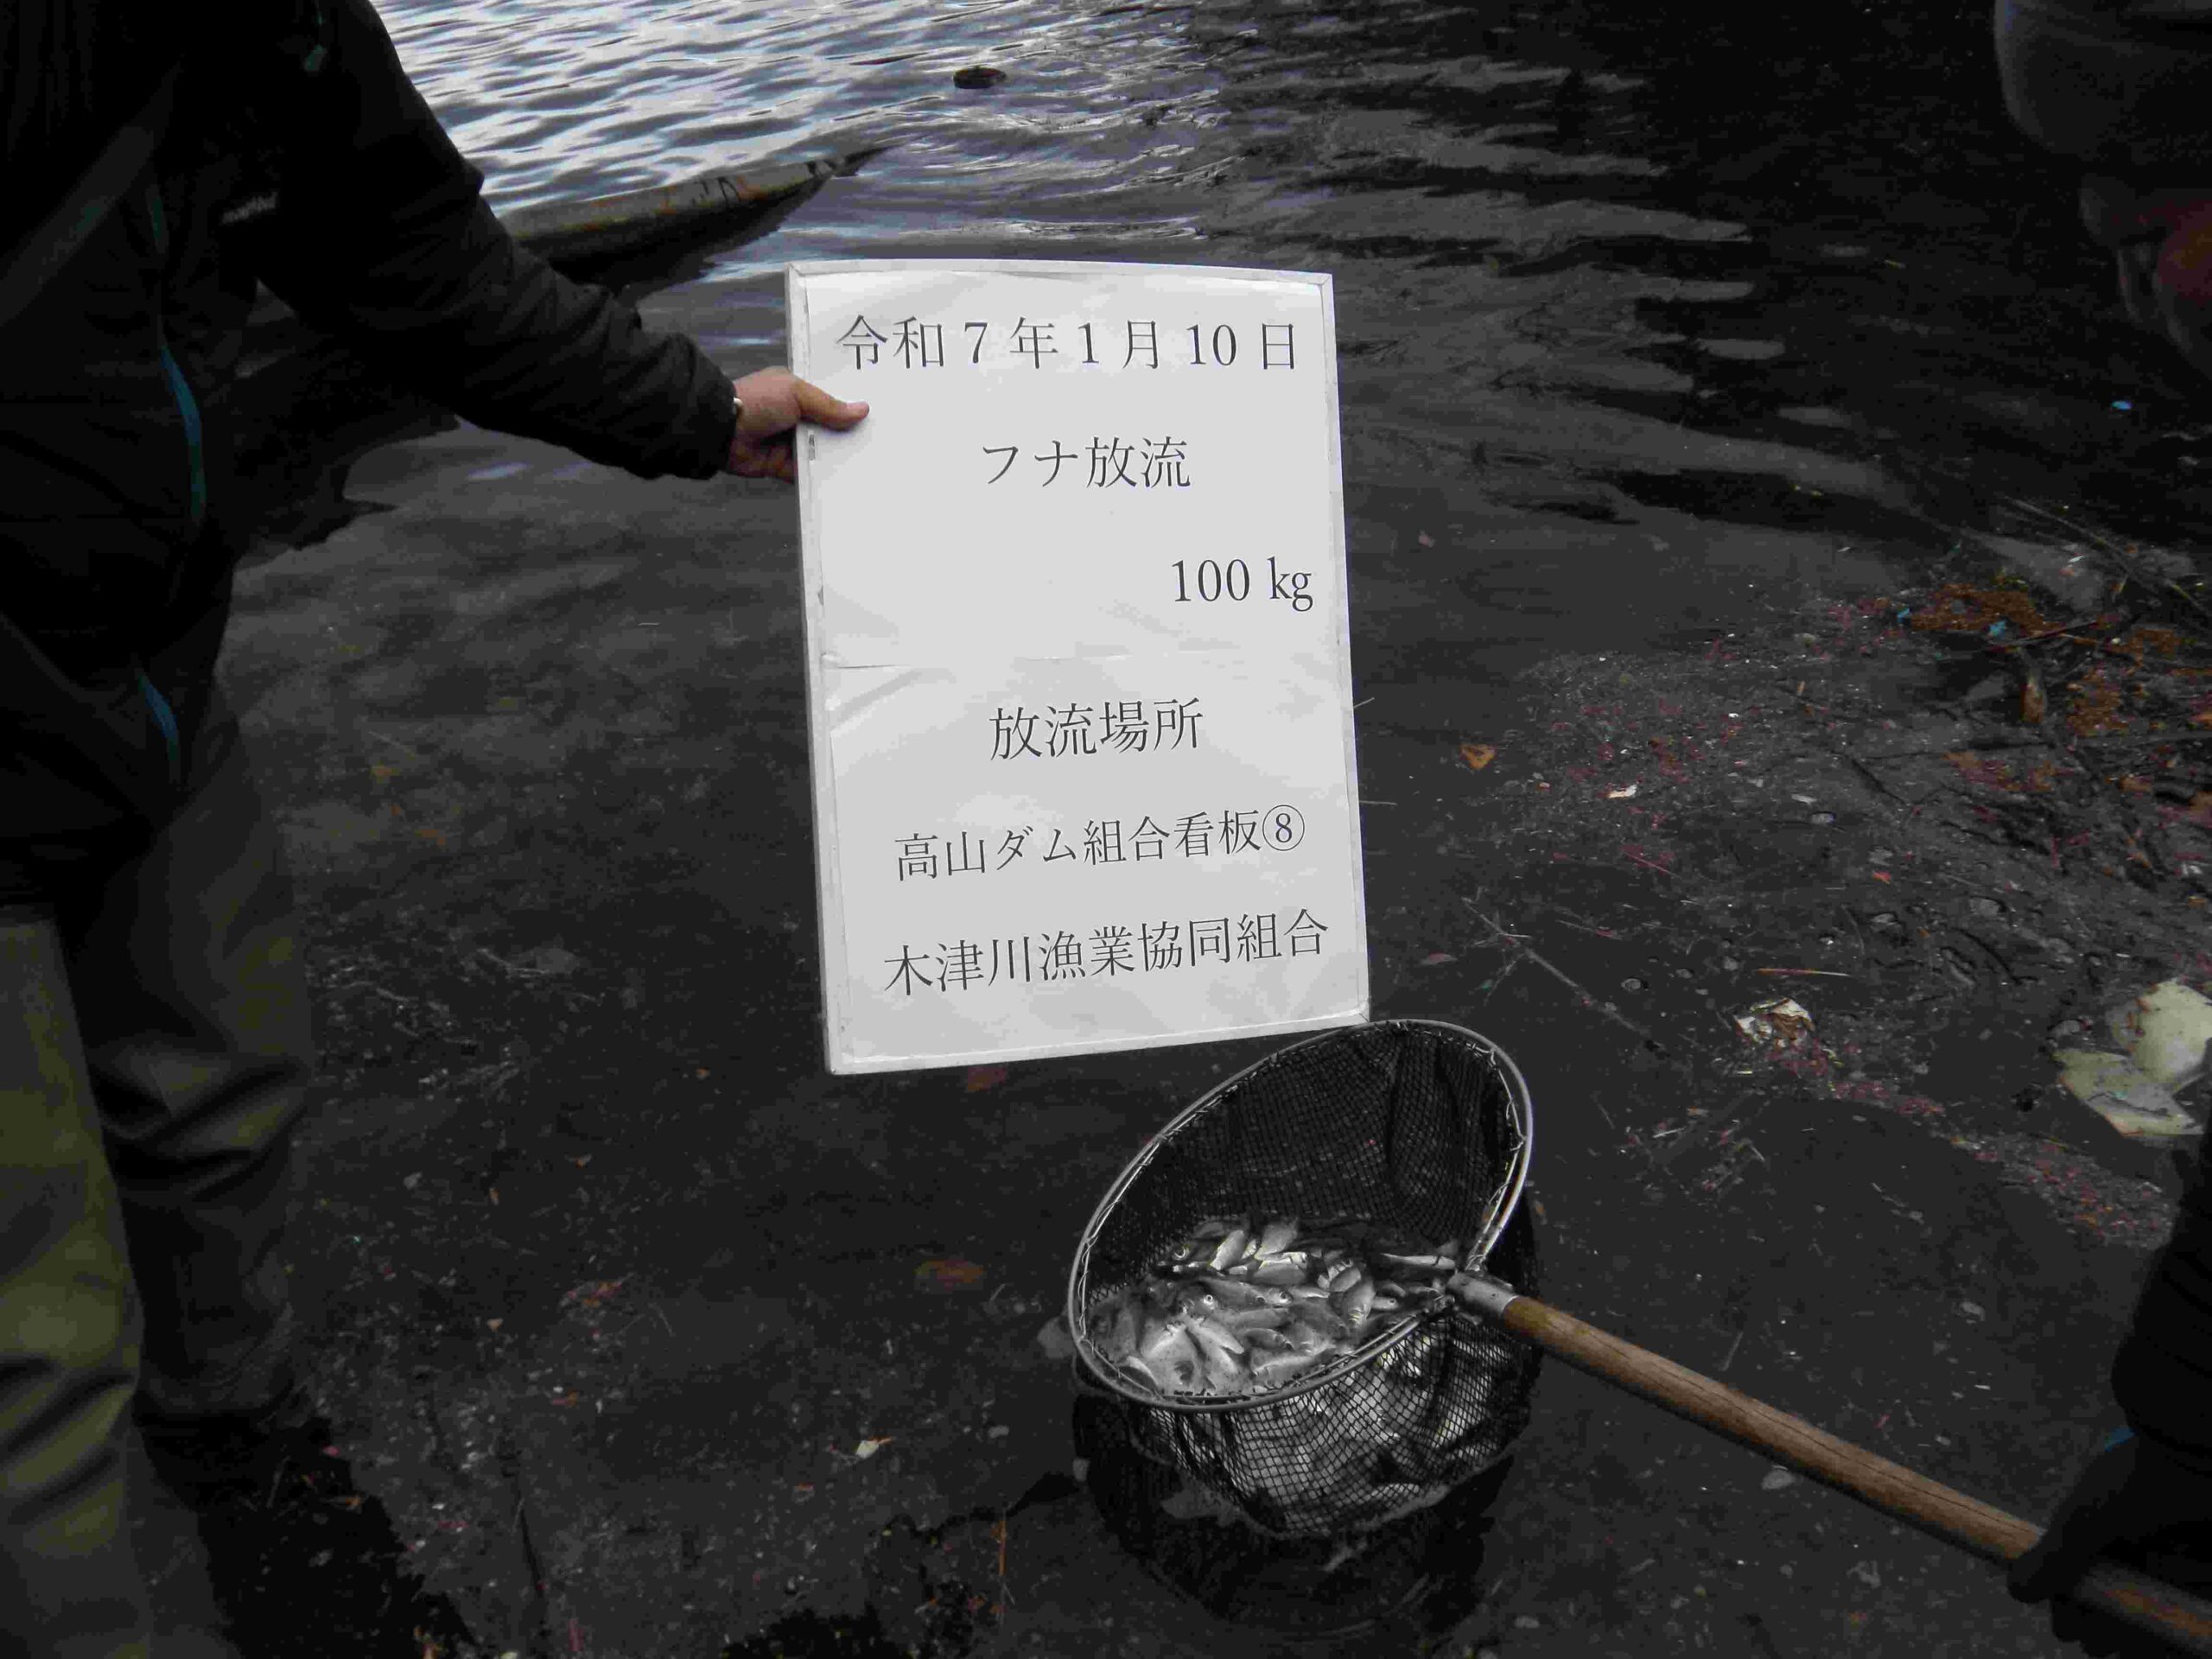 令和7年1月10日
フナ放流
100 kg
放流場所
高山ダム組合看板⑧
木津川漁業協同組合